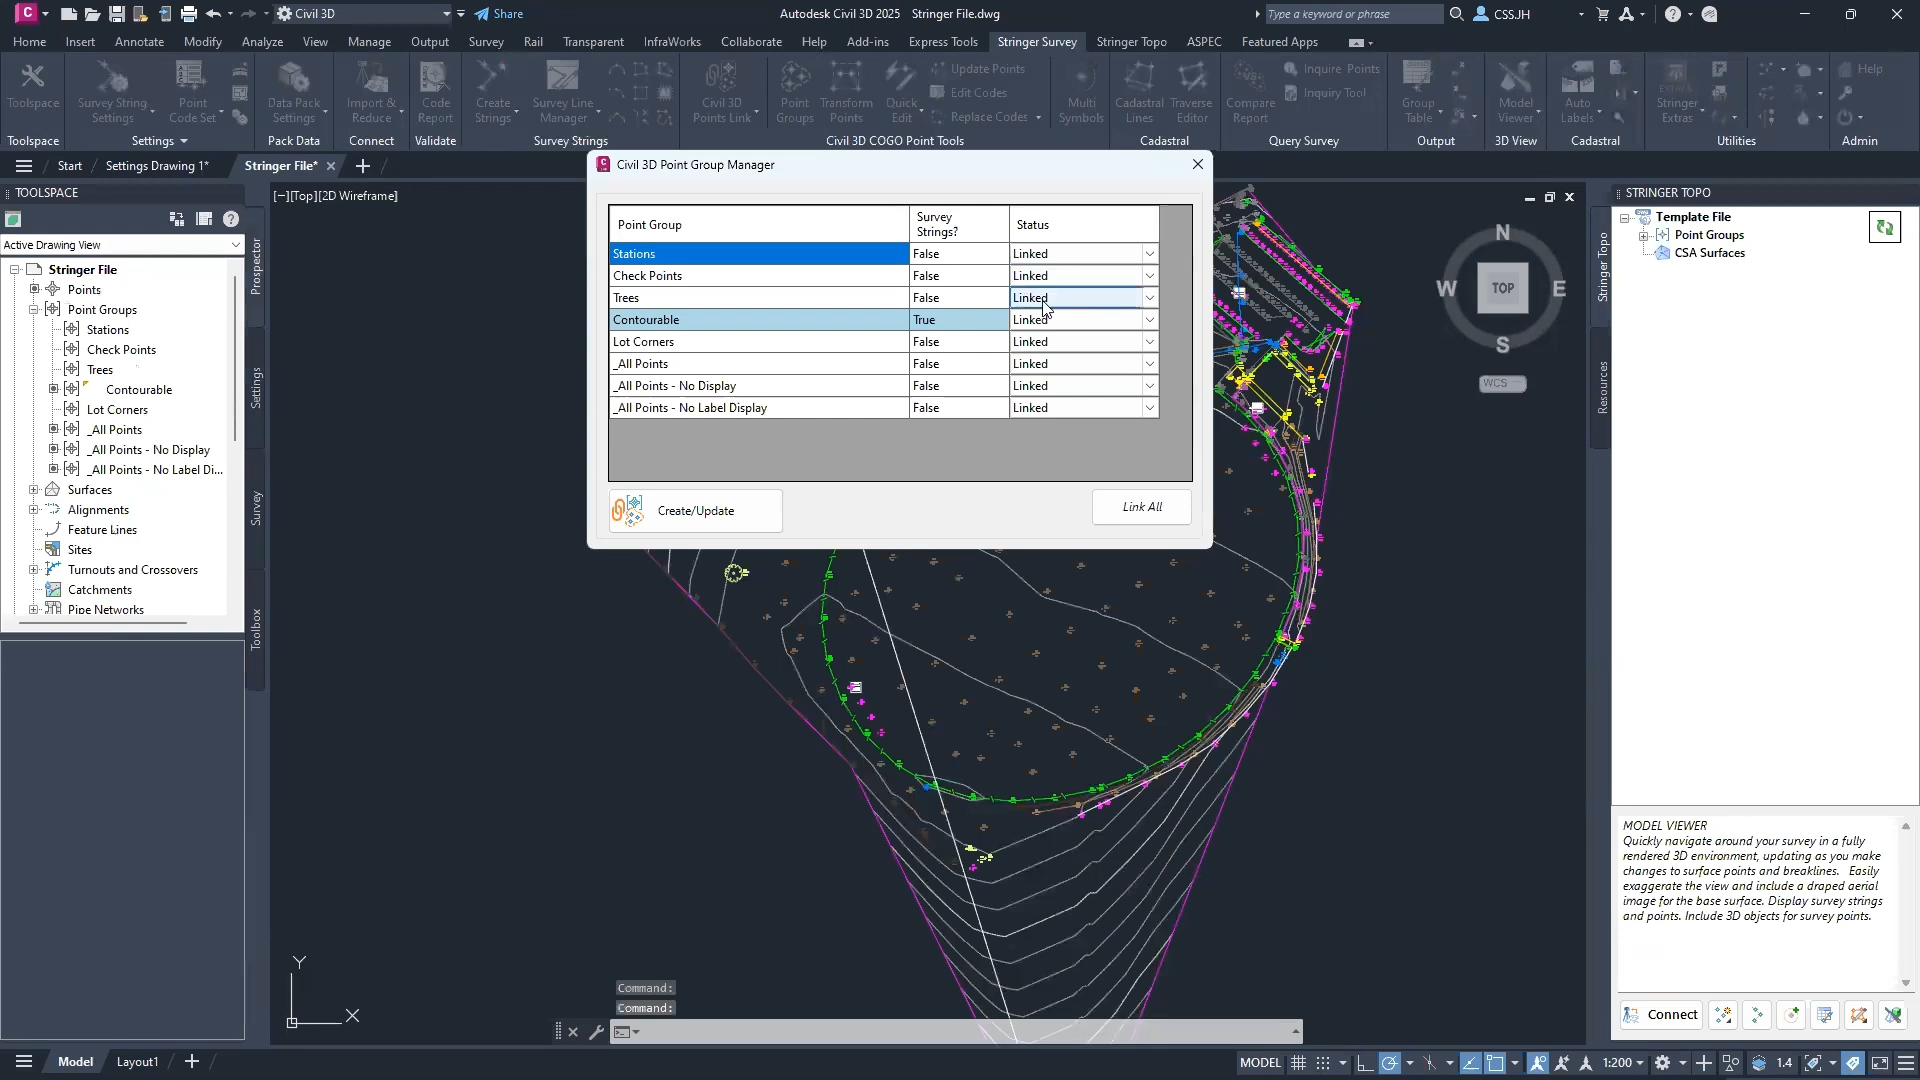 C
Civil 3D
Share
Autodesk Civil 3D 2025 Stringer File.dwg
Type a keyword or phrase
CSSJH
Home Insert Annotate Modify Analyze View Manage Output Survey Rail Transparent InfraWorks Collaborate Help Add-ins Express Tools Stringer Survey Stringer Topo ASPEC Featured Apps
Toolspace
Toolspace
Survey String
Settings
Point
Code Set
Settings
Data Pack
Settings
Pack Data
Import &
Reduce
Connect
Code
Report
Validate
Create
Strings
Survey Line
Manager
Survey Strings
Civil 3D
Points Link
Point
Groups
Transform
Points
Quick
Edit
Update Points
Edit Codes
Replace Codes
Civil 3D COGO Point Tools
Multi
Symbols
Cadastral
Lines
Traverse
Editor
Cadastral
Compare
Report
Inquire Points
Inquiry Tool
Query Survey
Group
Table
Output
Model
Viewer
3D View
Auto
Labels
Cadastral
Stringer
Extras
Utilities
Help
Admin
Start
Settings Drawing 1*
Stringer File*
TOOLSPACE
Active Drawing View
Stringer File
Points
Point Groups
Stations
Check Points
Trees
Contourable
Lot Corners
_All Points
_All Points - No Display
_All Points - No Label Di...
Surfaces
Alignments
Feature Lines
Sites
Turnouts and Crossovers
Catchments
Pipe Networks
Prospector
Settings
Survey
Toolbox
[−][Top][2D Wireframe]
Civil 3D Point Group Manager
Point Group
Survey
Strings?
Status
Stations False Linked
Check Points False Linked
Trees False Linked
Contourable True Linked
Lot Corners False Linked
_All Points False Linked
_All Points - No Display False Linked
_All Points - No Label Display False Linked
Create/Update
Link All
N
W TOP E
S
WCS
Y
X
Command:
Command:
STRINGER TOPO
Stringer Topo
Resources
Template File
Point Groups
CSA Surfaces
MODEL VIEWER
Quickly navigate around your survey in a fully
rendered 3D environment, updating as you make
changes to surface points and breaklines. Easily
exaggerate the view and include a draped aerial
image for the base surface. Display survey strings
and points. Include 3D objects for survey points.
Connect
Model
Layout1
MODEL
1:200
1.4